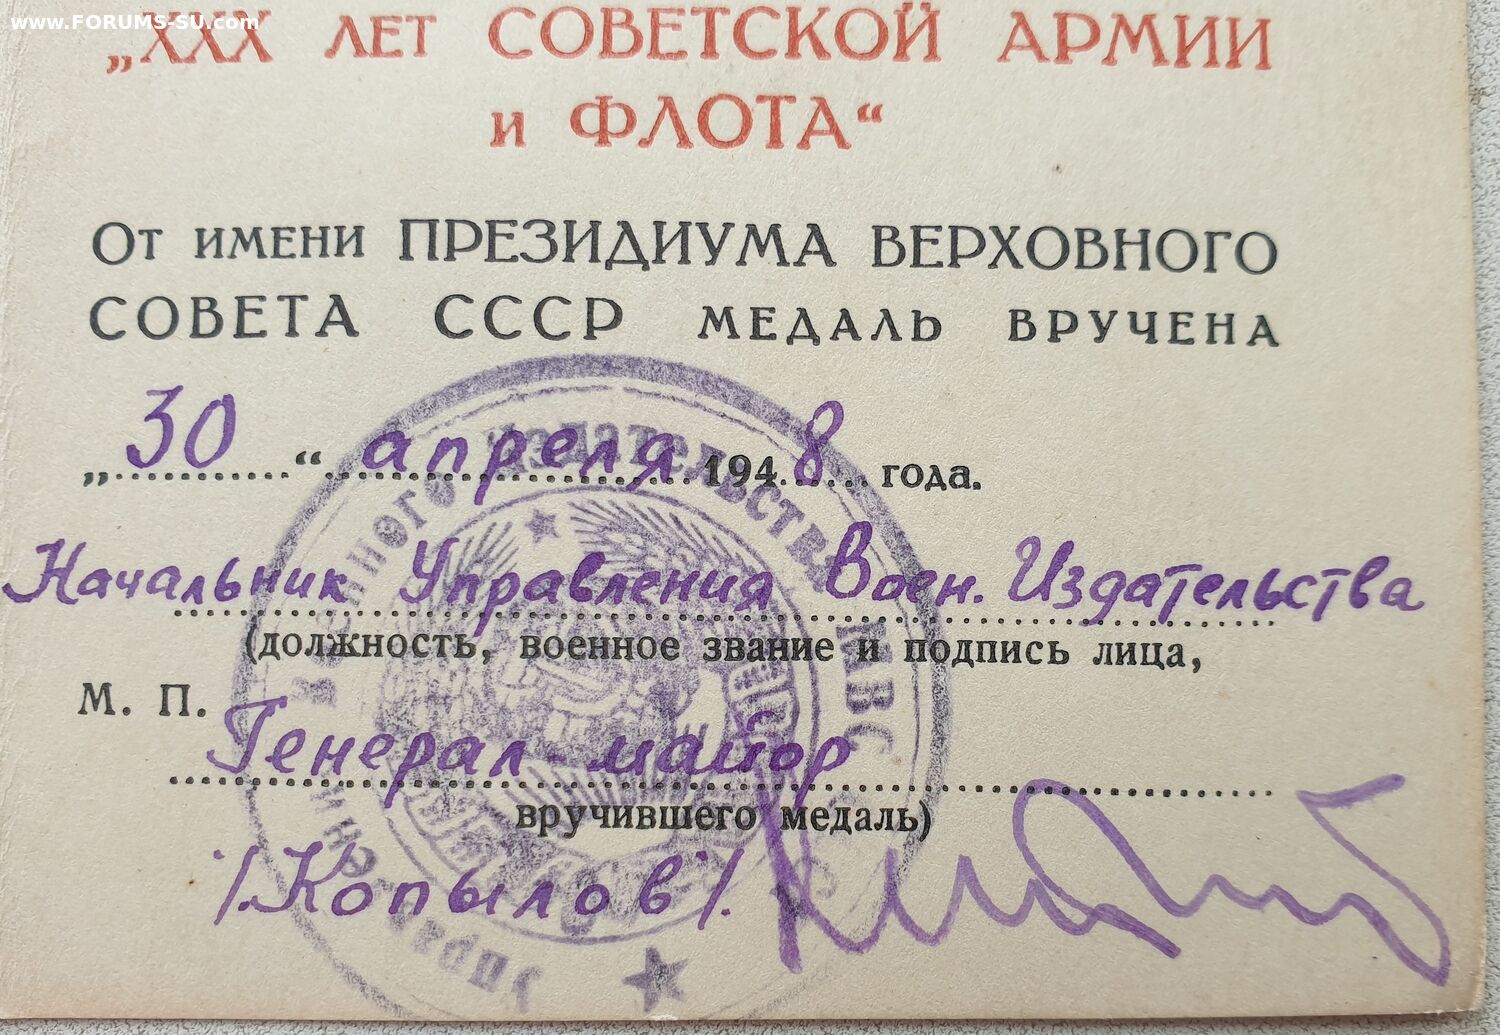 www.FORUMS-SU.com
„XXX ЛЕТ СОВЕТСКОЙ АРМИИ
И ФЛОТА“
ОТ ИМЕНИ ПРЕЗИДИУМА ВЕРХОВНОГО
СОВЕТА СССР МЕДАЛЬ ВРУЧЕНА
„30“ апреля 1948 года.
Начальник Управления Воен. Издательства
(должность, военное звание и подпись лица,
М. П.
Генерал майор
вручившего медаль)
/.Копылов/.
Издательства